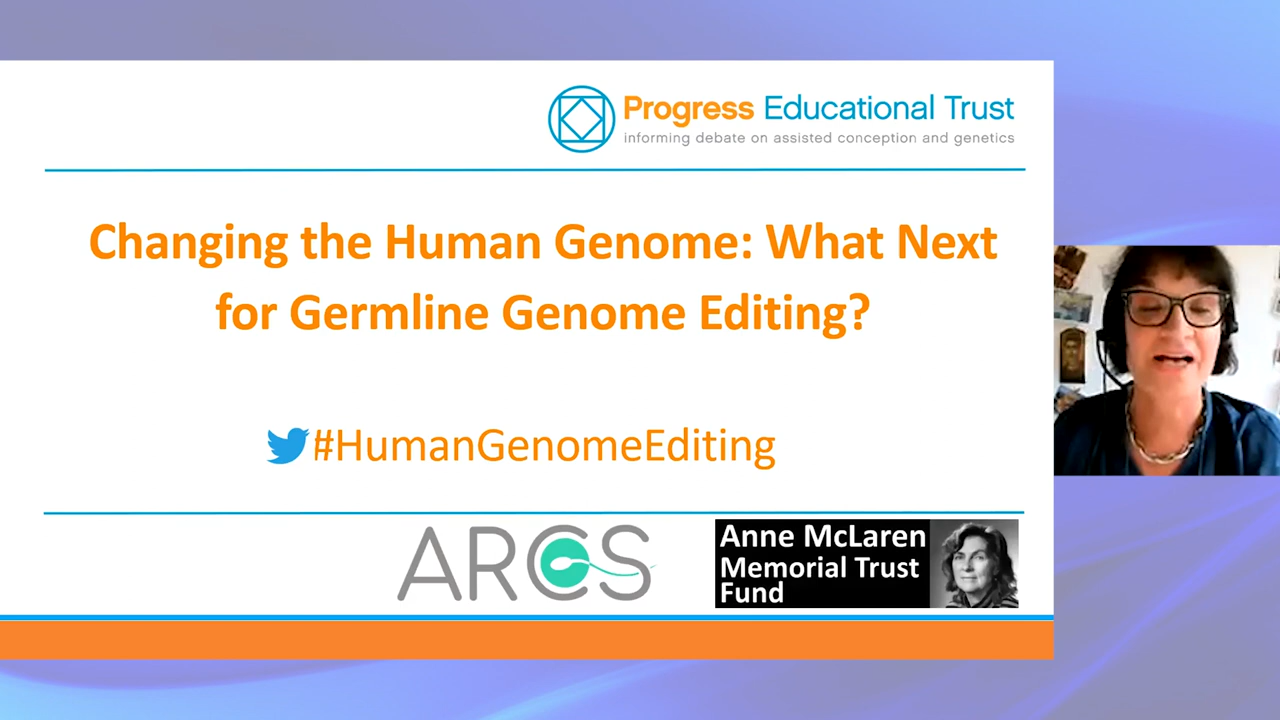 Progress Educational Trust
informing debate on assisted conception and genetics
Changing the Human Genome: What Next
for Germline Genome Editing?
#HumanGenomeEditing
ARCS
Anne McLaren
Memorial Trust
Fund